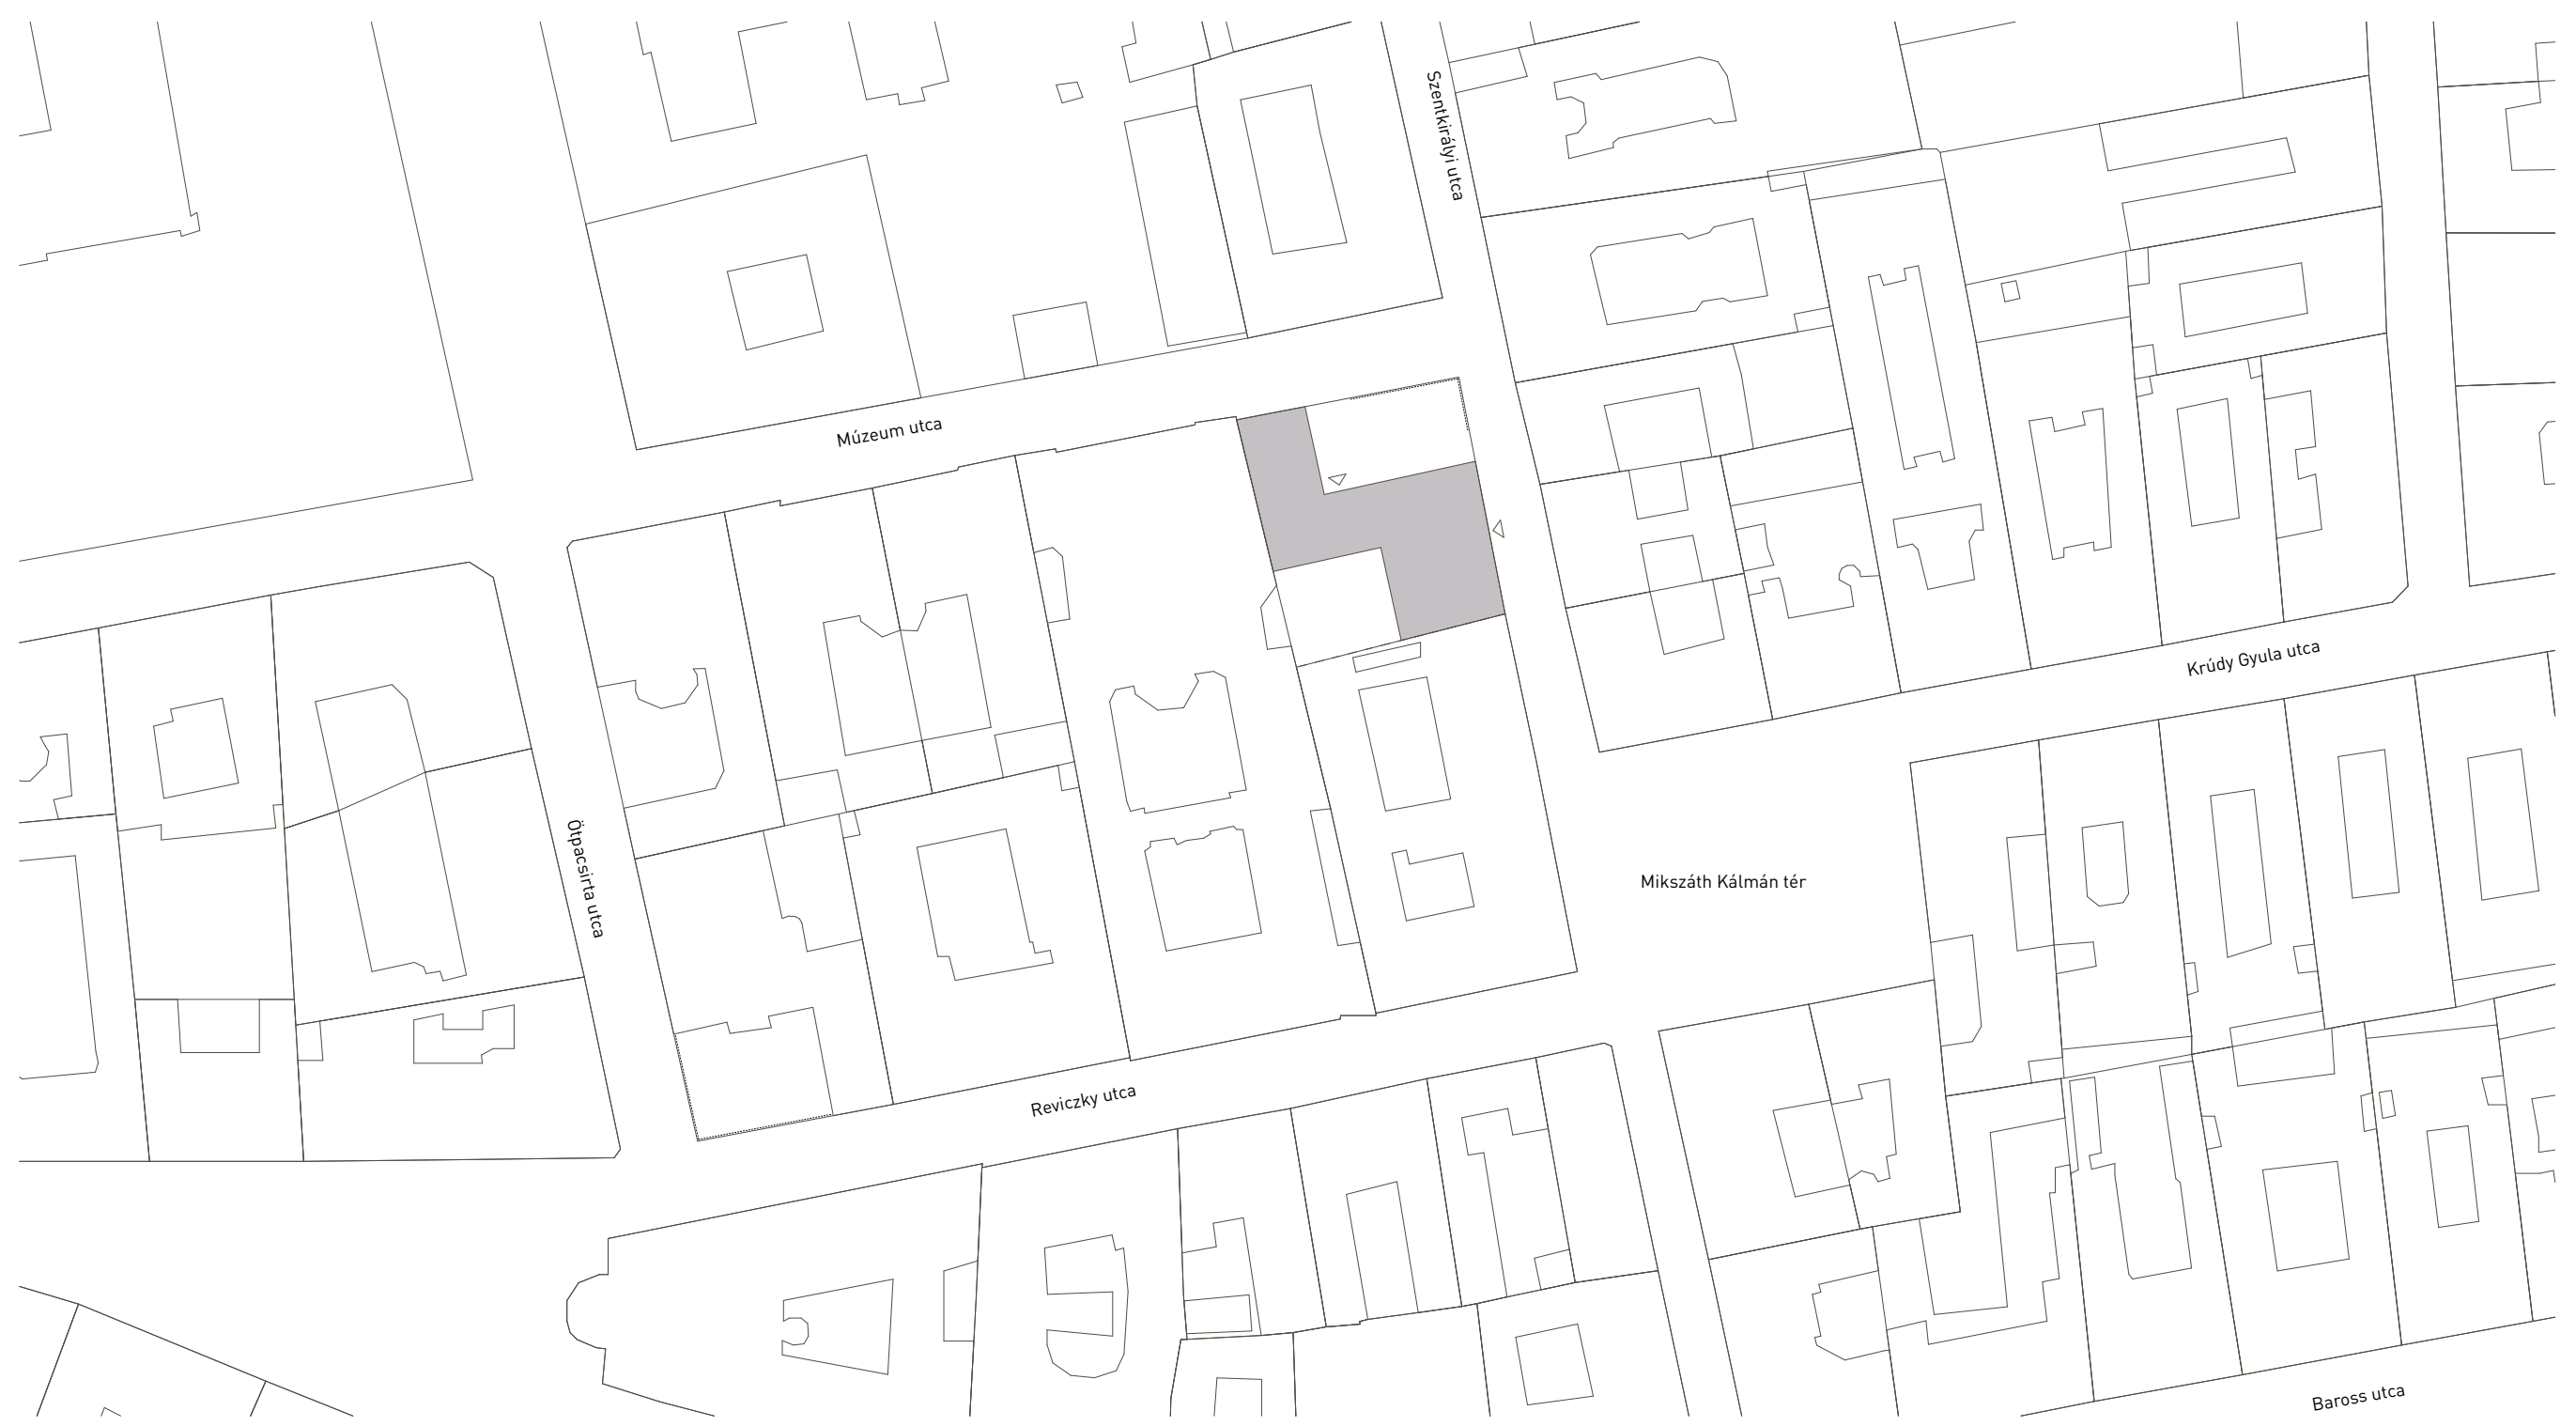 Szentkirályi utca
Múzeum utca
Krúdy Gyula utca
Ötpacsirta utca
Mikszáth Kálmán tér
Reviczky utca
Baross utca